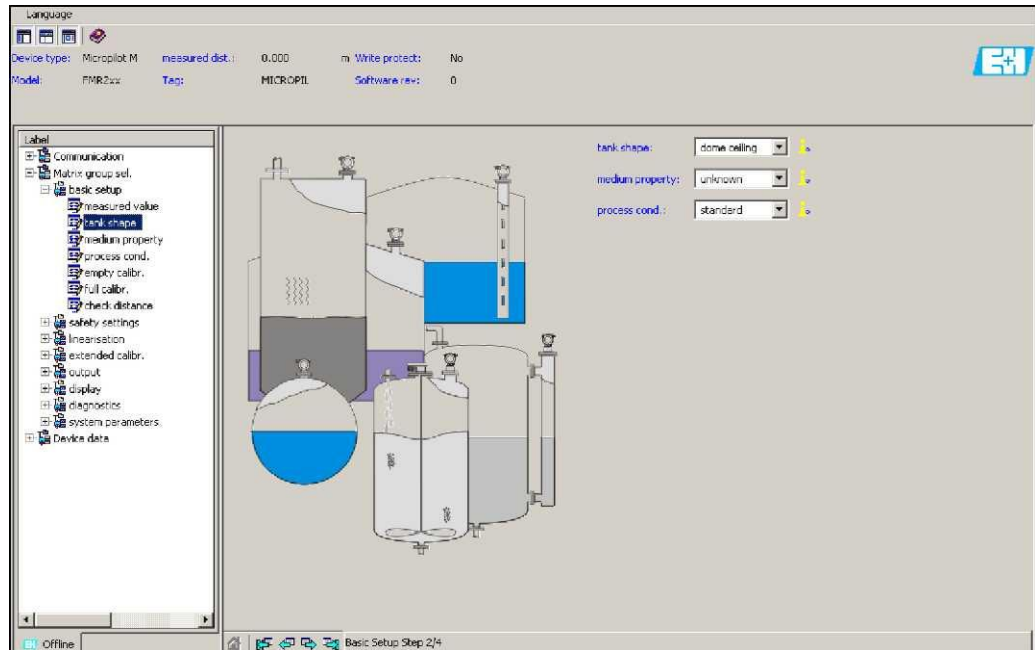 Language
Device type: Micropilot M measured dist.: 0.000 m Write protect: No
Model: FMR2xx Tag: MICROPIL Software rev: 0
E+H
Label
Communication
Matrix group sel.
basic setup
measured value
tank shape
medium property
process cond.
empty calibr.
full calibr.
check distance
safety settings
linearisation
extended calibr.
output
display
diagnostics
system parameters
Device data
tank shape: dome ceiling
medium property: unknown
process cond.: standard
Offline
Basic Setup Step 2/4